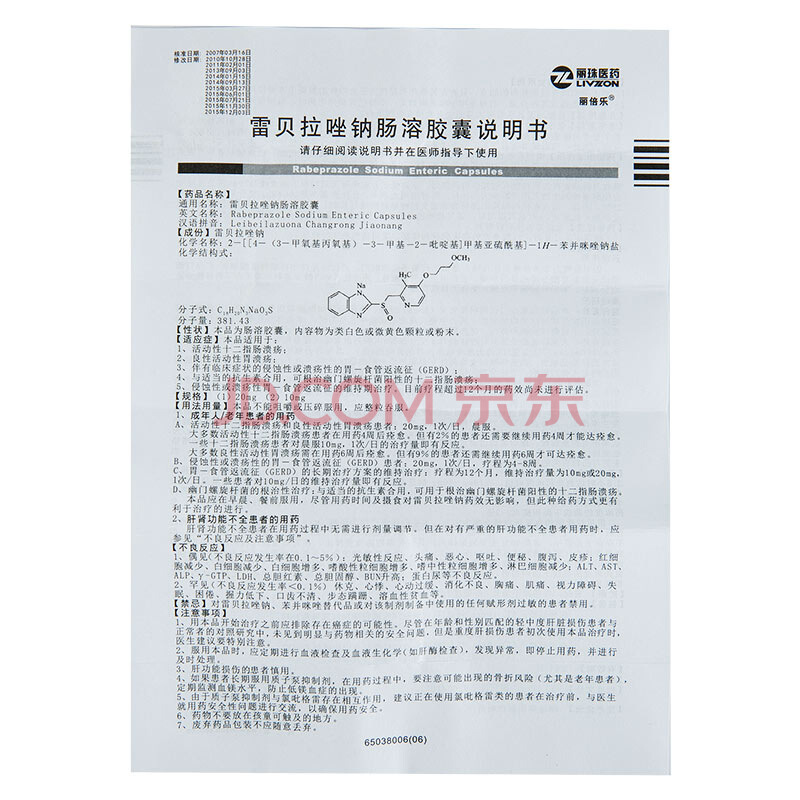 核准日期: 2007年03月16日
修改日期: 2010年10月28日
2011年02月01日
2013年09月03日
2014年01月15日
2014年09月13日
2015年03月27日
2015年06月01日
2015年07月21日
2015年11月30日
2015年12月03日
丽珠医药
LIVZON
丽倍乐®
雷贝拉唑钠肠溶胶囊说明书
请仔细阅读说明书并在医师指导下使用
Rabeprazole Sodium Enteric Capsules
【药品名称】
通用名称: 雷贝拉唑钠肠溶胶囊
英文名称: Rabeprazole Sodium Enteric Capsules
汉语拼音: Leibeilazuona Changrong Jiaonang
【成份】雷贝拉唑钠
化学名称: 2-[[4-(3-甲氧基丙氧基)-3-甲基-2-吡啶基]甲基亚硫酰基]-1H-苯并咪唑钠盐
化学结构式:
Na
N
N
S
O
H₃C
N
O
OCH₃
分子式: C₁₈H₂₀N₃NaO₃S
分子量: 381.43
【性状】本品为肠溶胶囊, 内容物为类白色或微黄色颗粒或粉末。
【适应症】本品适用于:
1、活动性十二指肠溃疡;
2、良性活动性胃溃疡;
3、伴有临床症状的侵蚀性或溃疡性的胃-食管返流征(GERD);
4、与适当的抗生素合用, 可根治幽门螺旋杆菌阳性的十二指肠溃疡;
5、侵蚀性或溃疡性胃-食管返流征的维持期治疗。目前疗程超过12个月的药效尚未进行评估。
【规格】 (1) 20mg (2) 10mg
【用法用量】本品不能咀嚼或压碎服用, 应整粒吞服。
1、成年人/老年患者的用药
A、活动性十二指肠溃疡和良性活动性胃溃疡患者: 20mg, 1次/日, 晨服。
大多数活动性十二指肠溃疡患者在用药4周后痊愈。但有2%的患者还需要继续用药4周才能达痊愈。
一些十二指肠溃疡患者对晨服10mg, 1次/日的治疗量即有反应。
大多数良性活动性胃溃疡需在用药6周后痊愈。但有9%的患者还需继续用药6周才可达痊愈。
B、侵蚀性或溃疡性的胃-食管返流征(GERD)患者: 20mg, 1次/日, 疗程为4-8周。
C、胃-食管返流征(GERD)的长期治疗方案的维持治疗: 疗程为12个月, 维持治疗量为10mg或20mg,
1次/日。一些患者对10mg/日的维持治疗量即有反应。
D、幽门螺旋杆菌的根治性治疗:与适当的抗生素合用, 可用于根治幽门螺旋杆菌阳性的十二指肠溃疡。
本品应在早晨、餐前服用, 尽管用药时间及摄食对雷贝拉唑钠药效无影响, 但此种给药方式更有
利于治疗的进行。
2、肝肾功能不全患者的用药
肝肾功能不全患者在用药过程中无需进行剂量调节。但在对有严重的肝功能不全患者用药时, 应
参见“不良反应及注意事项”。
【不良反应】
1、偶见(不良反应发生率在0.1~5%): 光敏性反应、头痛、恶心、呕吐、便秘、腹泻、皮疹; 红细
胞减少、白细胞减少、白细胞增多、嗜酸性粒细胞增多、嗜中性粒细胞增多、淋巴细胞减少; ALT、AST、
ALP、γ-GTP、LDH、总胆红素、总胆固醇、BUN升高; 蛋白尿等不良反应。
2、罕见(不良反应发生率<0.1%) 休克、心悸、心动过缓、消化不良、胸痛、肌痛、视力障碍、失
眠、困倦、握力低下、口齿不清、步态蹒跚、溶血性贫血等。
【禁忌】对雷贝拉唑钠、苯并咪唑替代品或对该制剂制备中使用的任何赋形剂过敏的患者禁用。
【注意事项】
1、用本品开始治疗之前应排除存在癌症的可能性。尽管在年龄和性别匹配的轻中度肝脏损伤患者与
正常者的对照研究中, 未见到明显与药物相关的安全问题, 但是重度肝损伤患者初次使用本品治疗时,
医生建议要特别注意。
2、服用本品时, 应定期进行血液检查及血液生化学(如肝酶检查), 发现异常, 即停止用药, 并进行
及时处理。
3、肝功能损伤的患者慎用。
4、如果患者长期服用质子泵抑制剂, 在用药过程中, 要注意可能出现的骨折风险(尤其是老年患者),
定期监测血镁水平, 防止低镁血症的出现。
5、由于质子泵抑制剂与氯吡格雷存在相互作用, 建议正在使用氯吡格雷类的患者在治疗前, 与医生
就用药安全性问题进行交流, 以确保用药安全。
6、药物不要放在孩童可触及的地方。
7、废弃药品包装不应随意丢弃。
65038006(06)
JD.COM 京东